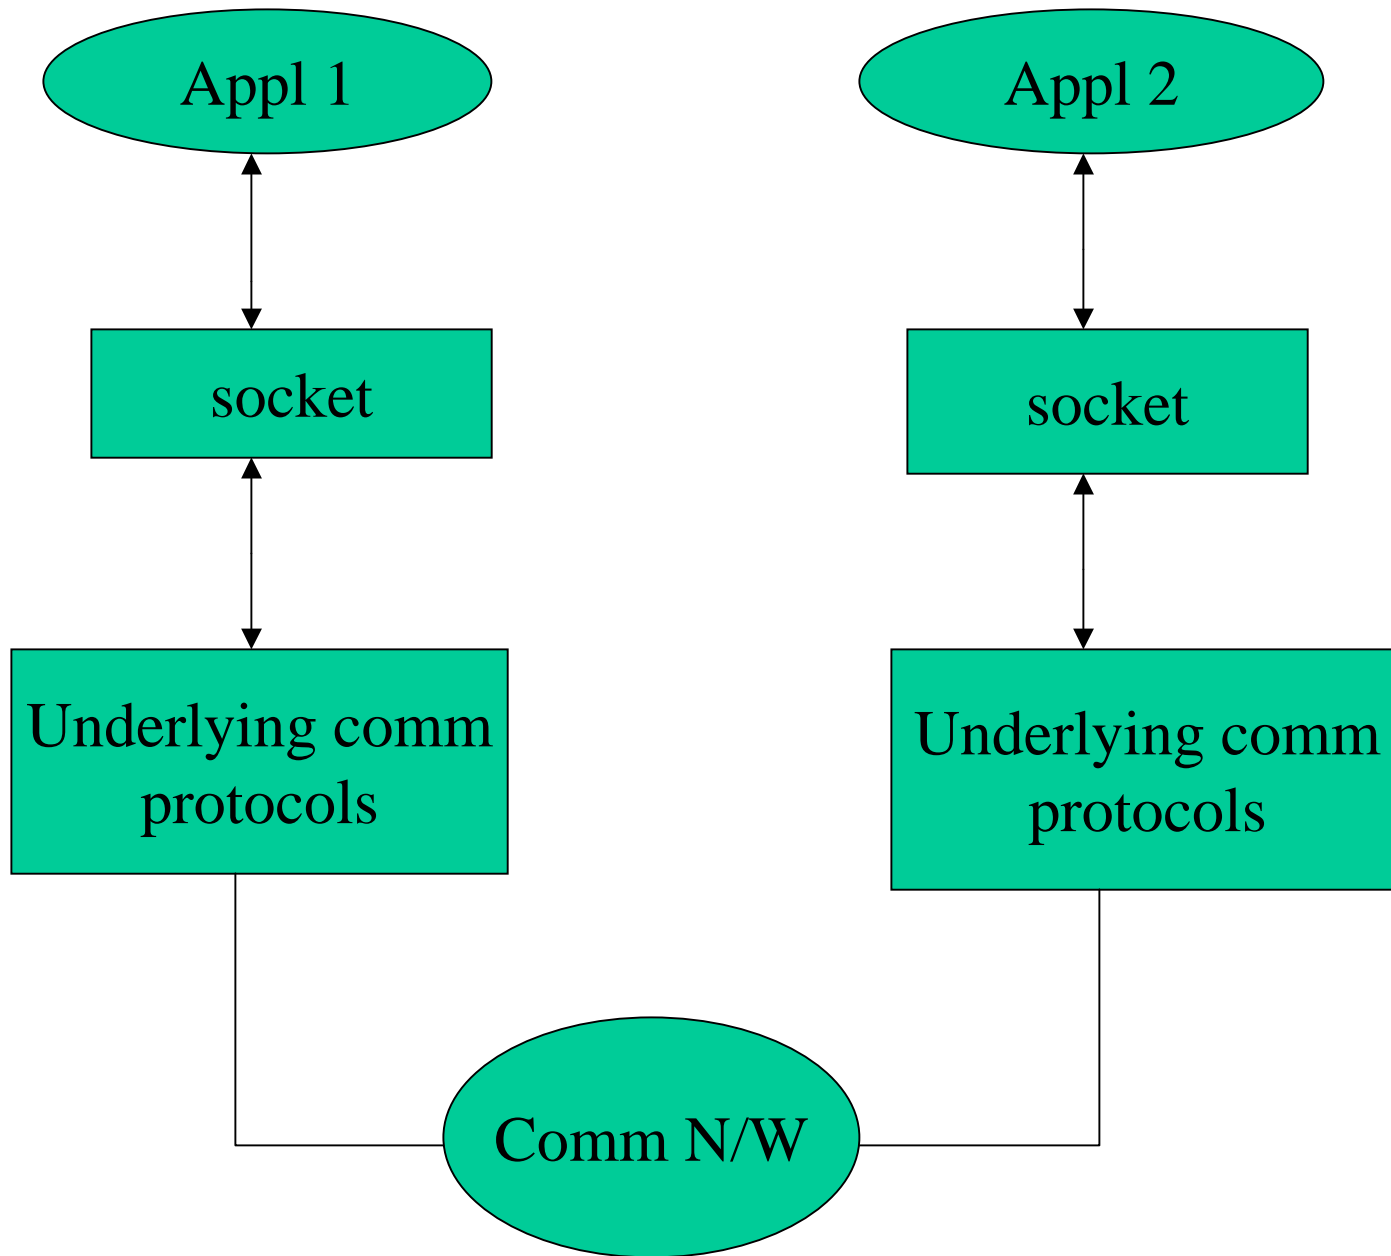 Appl 1
Appl 2
socket
socket
Underlying comm
protocols
Underlying comm
protocols
Comm N/W